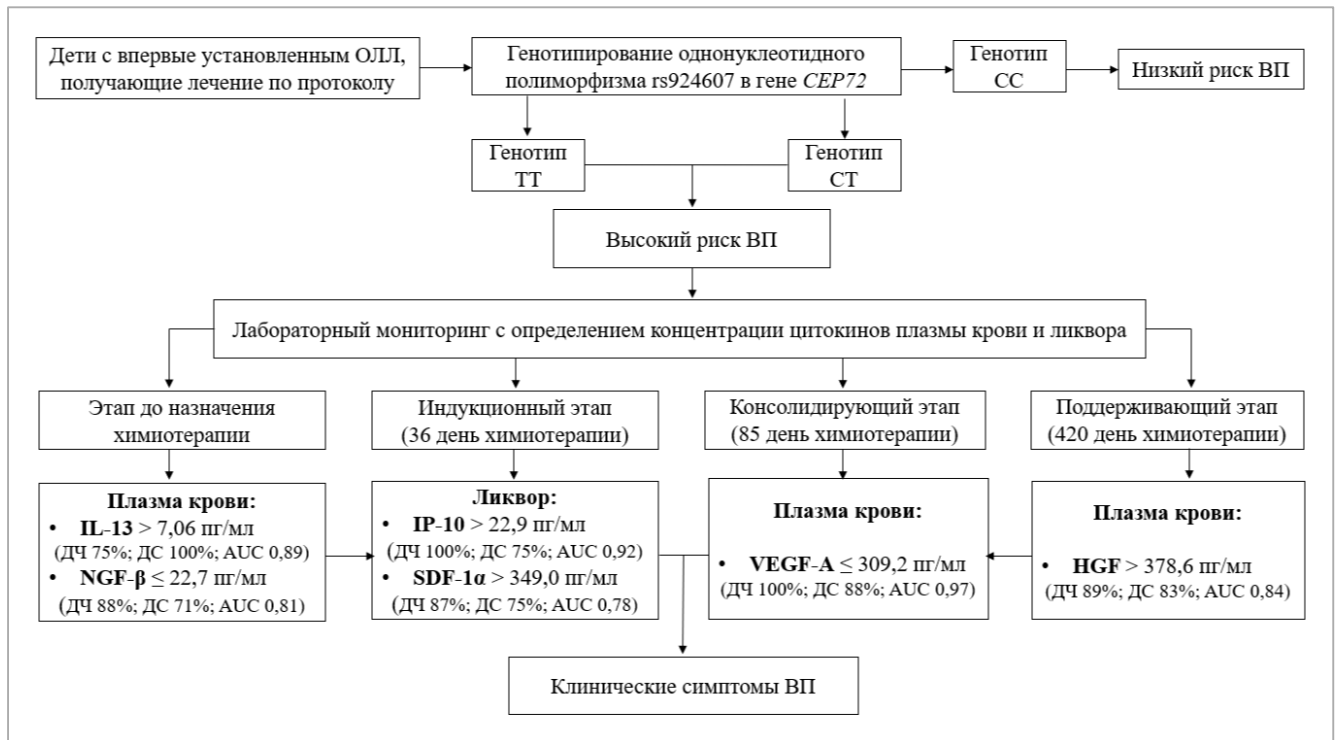 Дети с впервые установленным ОЛЛ,
получающие лечение по протоколу
Генотипирование однонуклеотидного
полиморфизма rs924607 в гене CEP72
Генотип
СС
Низкий риск ВП
Генотип
ТТ
Генотип
СТ
Высокий риск ВП
Лабораторный мониторинг с определением концентрации цитокинов плазмы крови и ликвора
Этап до назначения
химиотерапии
Индукционный этап
(36 день химиотерапии)
Консолидирующий этап
(85 день химиотерапии)
Поддерживающий этап
(420 день химиотерапии)
Плазма крови:
• IL-13 > 7,06 пг/мл
(ДЧ 75%; ДС 100%; AUC 0,89)
• NGF-β ≤ 22,7 пг/мл
(ДЧ 88%; ДС 71%; AUC 0,81)
Ликвор:
• IP-10 > 22,9 пг/мл
(ДЧ 100%; ДС 75%; AUC 0,92)
• SDF-1α > 349,0 пг/мл
(ДЧ 87%; ДС 75%; AUC 0,78)
Плазма крови:
• VEGF-A ≤ 309,2 пг/мл
(ДЧ 100%; ДС 88%; AUC 0,97)
Плазма крови:
• HGF > 378,6 пг/мл
(ДЧ 89%; ДС 83%; AUC 0,84)
Клинические симптомы ВП